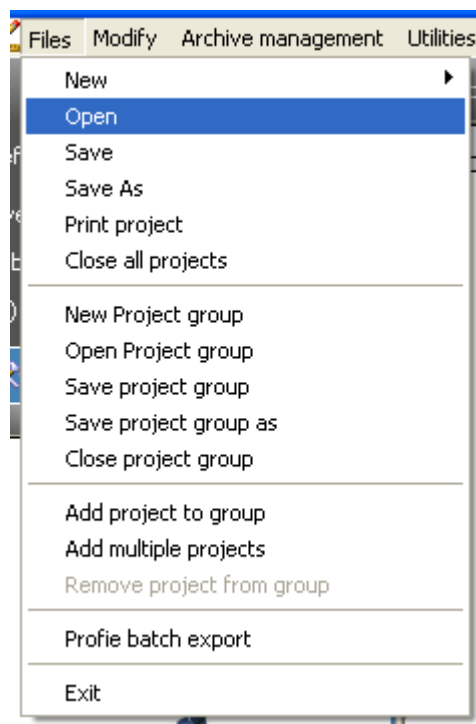 Files Modify Archive management Utilities
New
Open
Save
Save As
Print project
Close all projects
New Project group
Open Project group
Save project group
Save project group as
Close project group
Add project to group
Add multiple projects
Remove project from group
Profie batch export
Exit